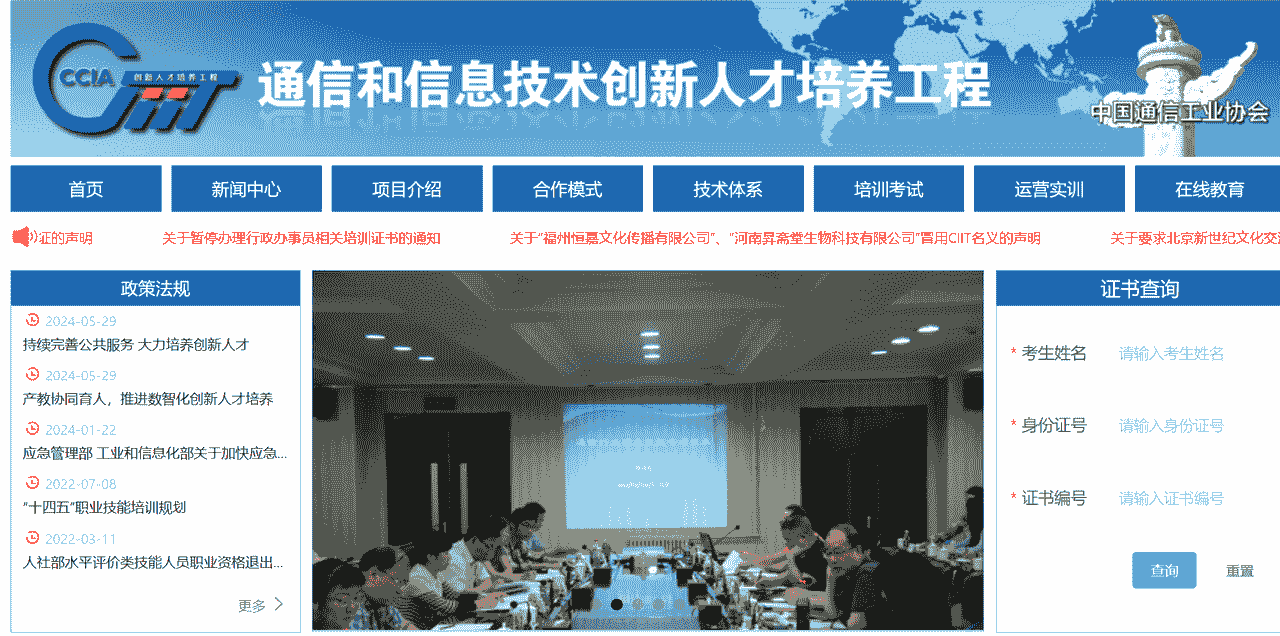 CCIA 创新人才培养工程
CIIT
通信和信息技术创新人才培养工程
中国通信工业协会
首页
新闻中心
项目介绍
合作模式
技术体系
培训考试
运营实训
在线教育
证的声明
关于暂停办理行政办事员相关培训证书的通知
关于“福州恒嘉文化传播有限公司”、“河南昇斋堂生物科技有限公司”冒用CIIT名义的声明
关于要求北京新世纪文化交
政策法规
2024-05-29
持续完善公共服务 大力培养创新人才
2024-05-29
产教协同育人，推进数智化创新人才培养
2024-01-22
应急管理部 工业和信息化部关于加快应急...
2022-07-08
“十四五”职业技能培训规划
2022-03-11
人社部水平评价类技能人员职业资格退出...
更多
证书查询
* 考生姓名 请输入考生姓名
* 身份证号 请输入身份证号
* 证书编号 请输入证书编号
查询
重置